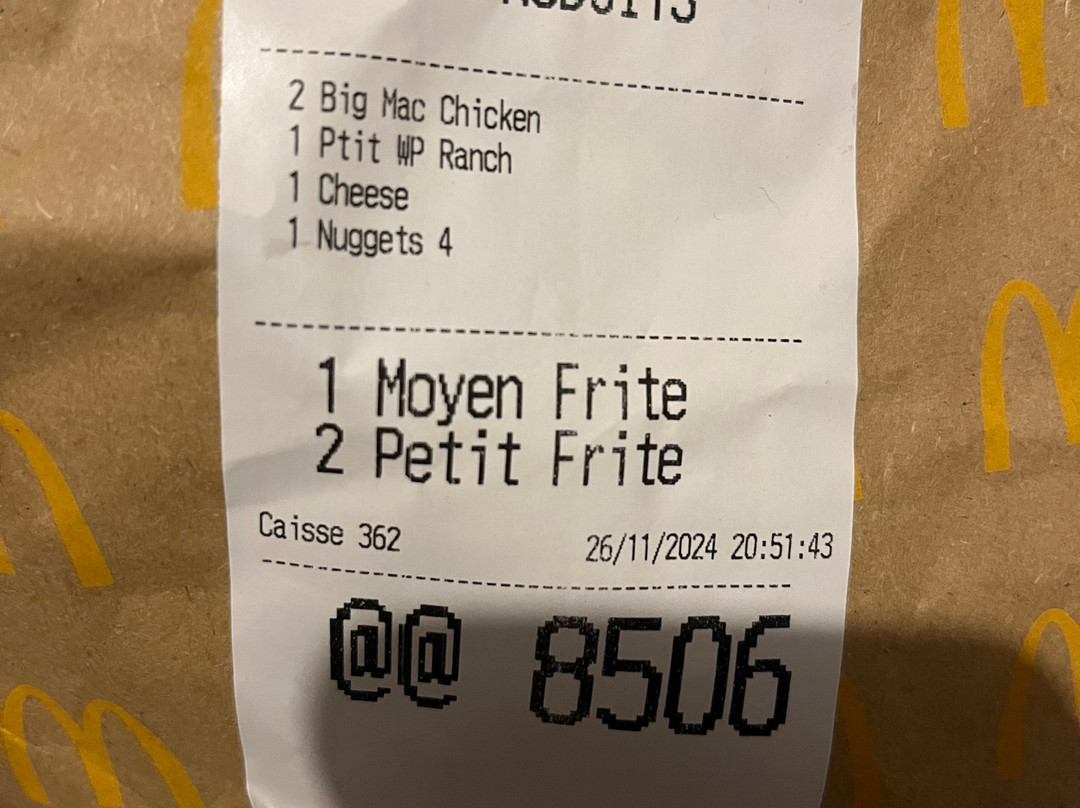 2 Big Mac Chicken
1 Ptit WP Ranch
1 Cheese
1 Nuggets 4
1 Moyen Frite
2 Petit Frite
Caisse 362 26/11/2024 20:51:43
@@ 8506